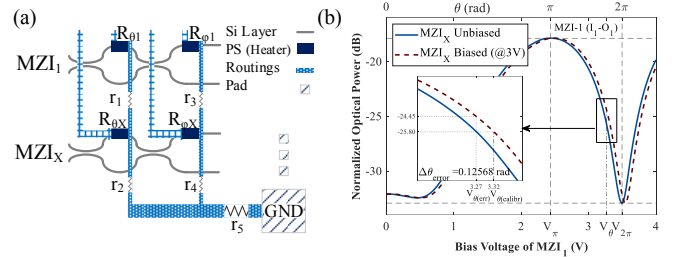 (a)
R_θ1
R_φ1
Si Layer
PS (Heater)
Routings
Pad
MZI_1
r_1
r_3
R_θX
R_φX
MZI_X
r_2
r_4
r_5
GND
(b)
0
θ (rad)
π
2π
MZI_X Unbiased
MZI_X Biased (@3V)
MZI-1 (I_1-O_1)
Normalized Optical Power (dB)
-20
-25
-30
-24.45
-25.80
Δθ_error=0.12568 rad
3.27
3.32
V_θ(err)
V_θ(calibr)
0
1
2
V_π
3
V_θ
V_2π
4
Bias Voltage of MZI_1 (V)